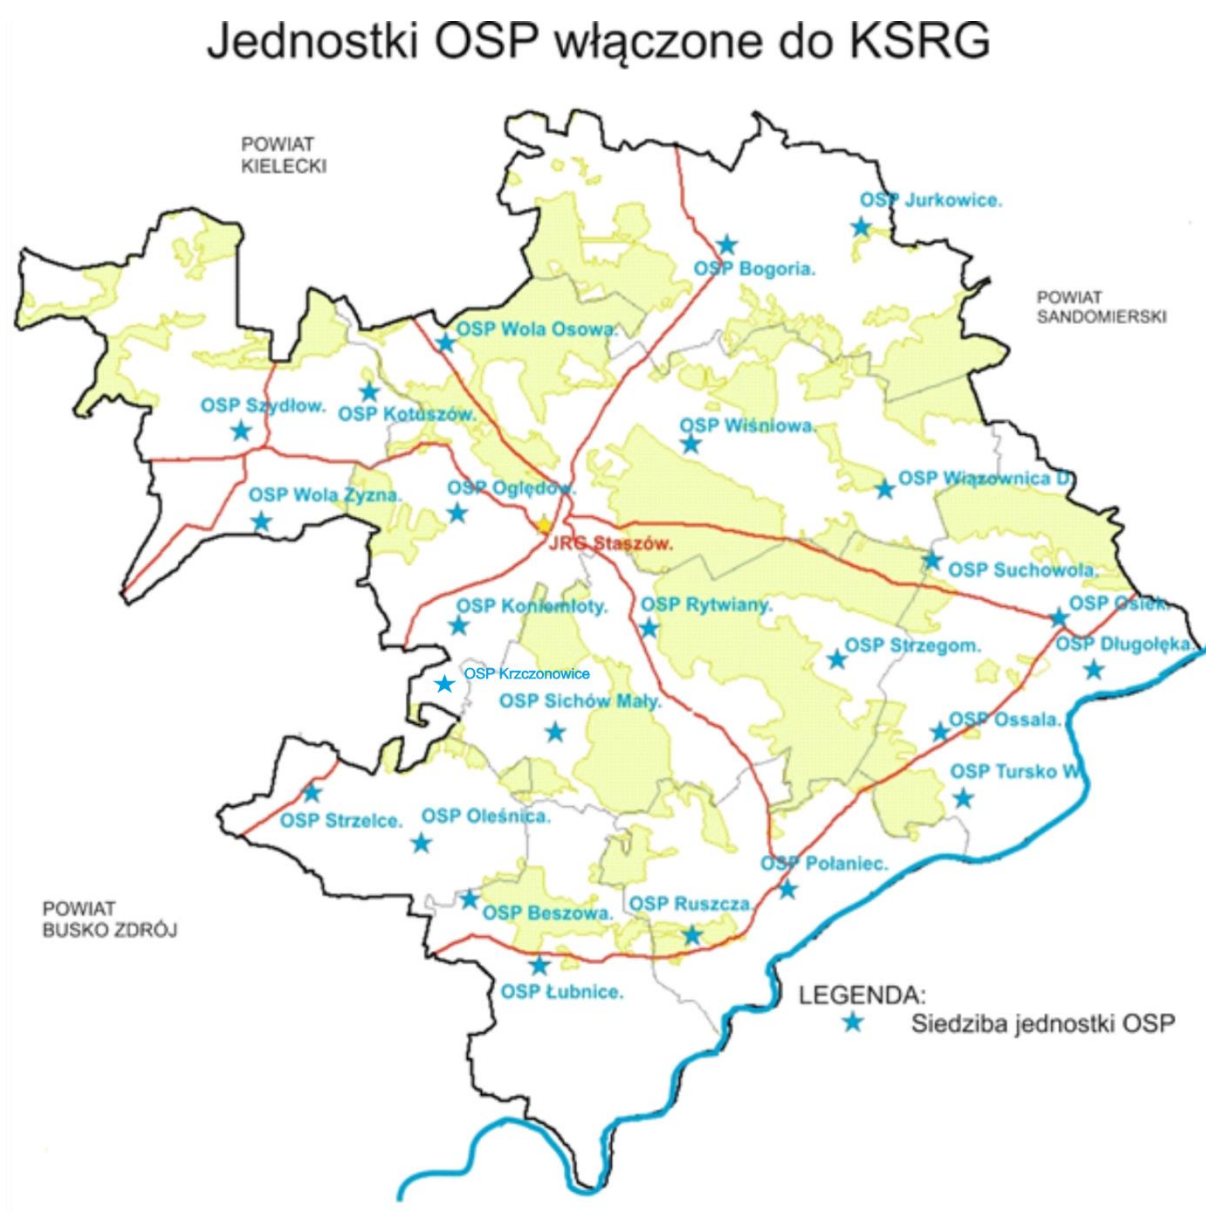 Jednostki OSP włączone do KSRG
POWIAT
KIELECKI
OSP Jurkowice.
OSP Bogoria.
POWIAT
SANDOMIERSKI
OSP Wola Osowa.
OSP Szydłow.
OSP Kotuszów.
OSP Wiśniowa.
OSP Wiązownica D.
OSP Wola Żyzna.
OSP Oględów.
JRG Staszów.
OSP Suchowola.
OSP Koniemłoty.
OSP Rytwiany.
OSP Osiek.
OSP Strzegom.
OSP Długołęka.
OSP Krzczonowice
OSP Sichów Mały.
OSP Ossala.
OSP Tursko W.
OSP Strzelce.
OSP Oleśnica.
OSP Połaniec.
OSP Beszowa.
OSP Ruszcza.
POWIAT
BUSKO ZDRÓJ
OSP Łubnice.
LEGENDA:
Siedziba jednostki OSP